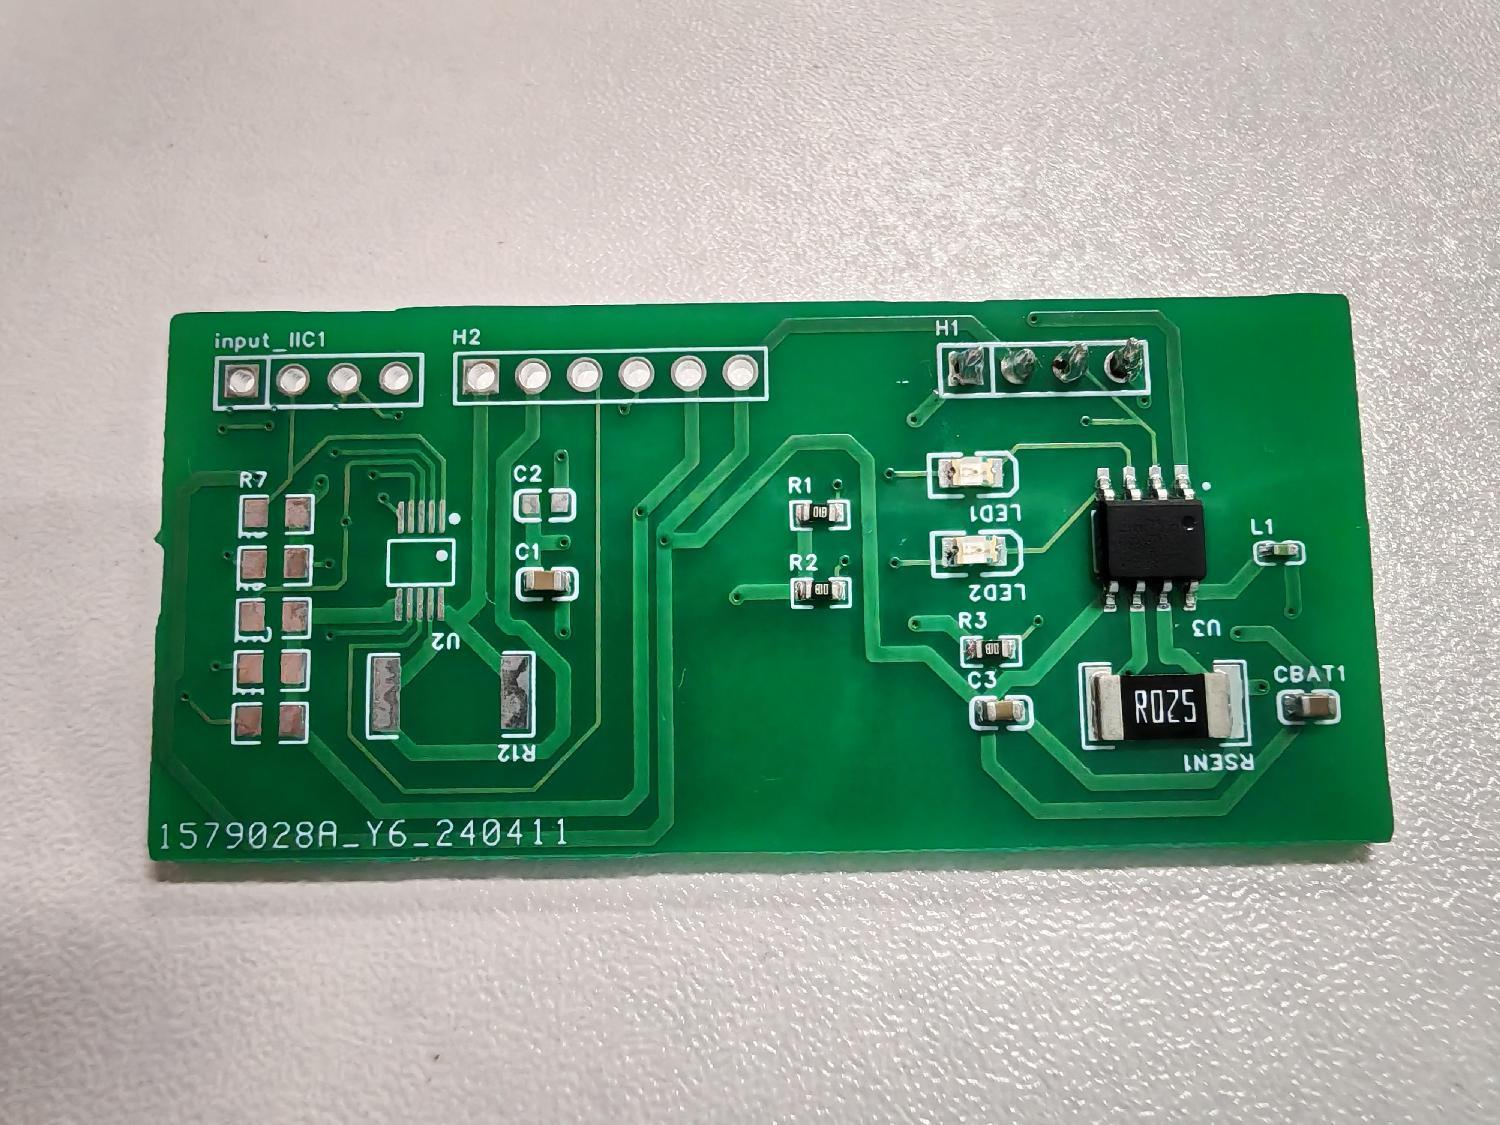 input_IIC1
H2
H1
R7
C2
C1
U2
R12
R1
R2
LED1
LED2
R3
C3
L1
U3
CBAT1
R025
RSEN1
1579028A_Y6_240411